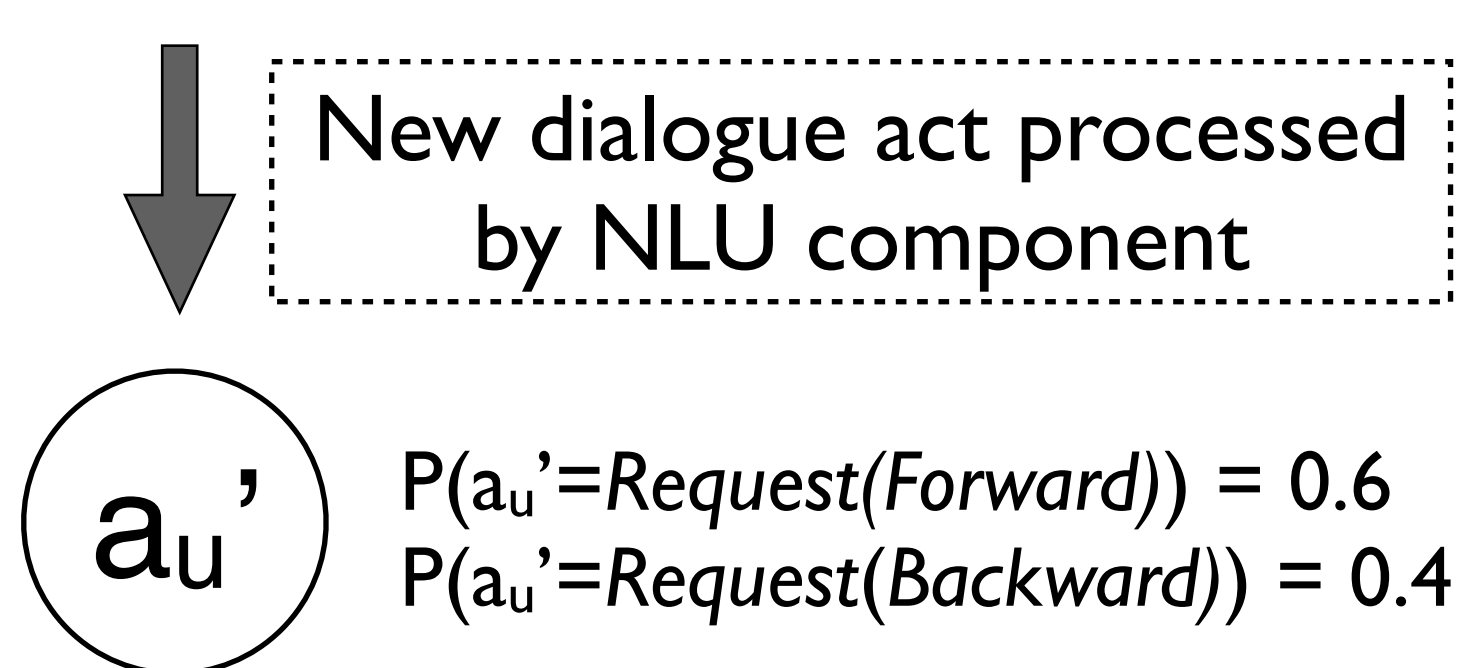 New dialogue act processed
by NLU component
P(aᵤ’=Request(Forward)) = 0.6
aᵤ’
P(aᵤ’=Request(Backward)) = 0.4